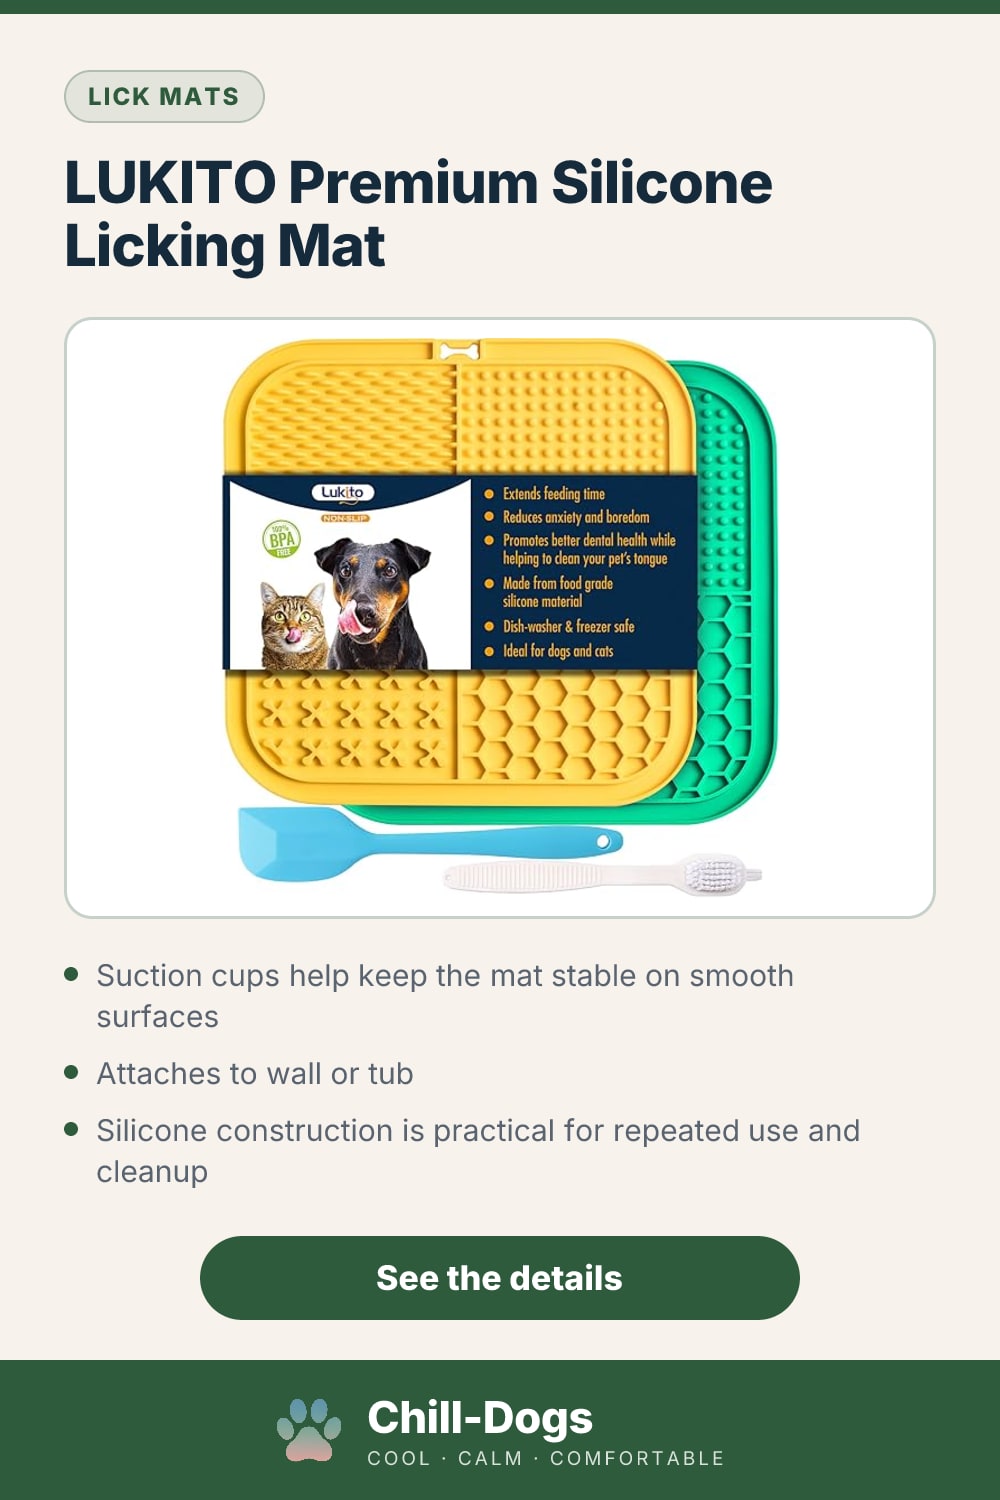 LICK MATS
LUKITO Premium Silicone
Licking Mat
Lukito
NON-SLIP
100%
BPA
FREE
Extends feeding time
Reduces anxiety and boredom
Promotes better dental health while
helping to clean your pet's tongue
Made from food grade
silicone material
Dish-washer & freezer safe
Ideal for dogs and cats
Suction cups help keep the mat stable on smooth
surfaces
Attaches to wall or tub
Silicone construction is practical for repeated use and
cleanup
See the details
Chill-Dogs
COOL · CALM · COMFORTABLE